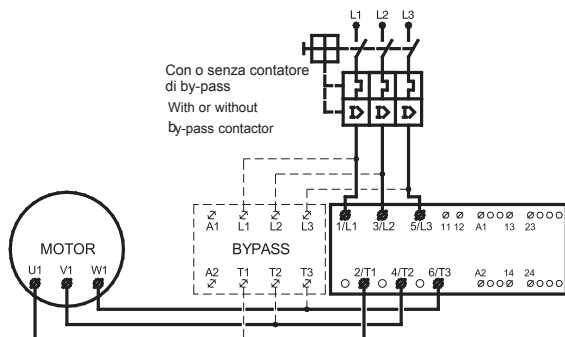 L1 L2 L3
Con o senza contatore
di by-pass
With or without
by-pass contactor
A1 L1 L2 L3
1/L1 3/L2 5/L3 11 12 A1 13 23
MOTOR
BYPASS
U1 V1 W1
A2 T1 T2 T3
2/T1 4/T2 6/T3 A2 14 24